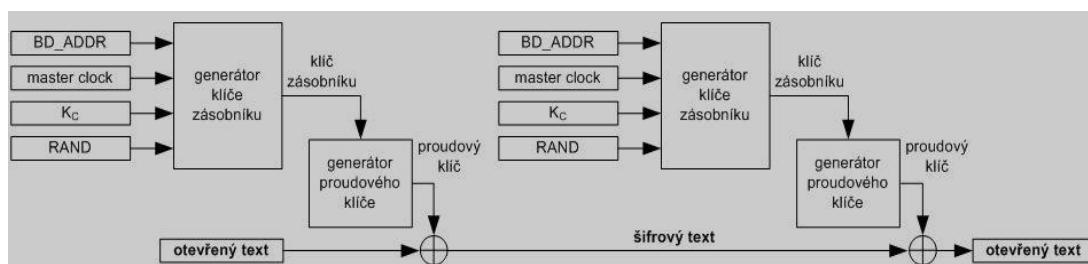 BD_ADDR
master clock
K_C
RAND
generátor
klíče
zásobníku
klíč
zásobníku
generátor
proudového
klíče
proudový
klíč
otevřený text
šifrový text
BD_ADDR
master clock
K_C
RAND
generátor
klíče
zásobníku
klíč
zásobníku
generátor
proudového
klíče
proudový
klíč
otevřený text